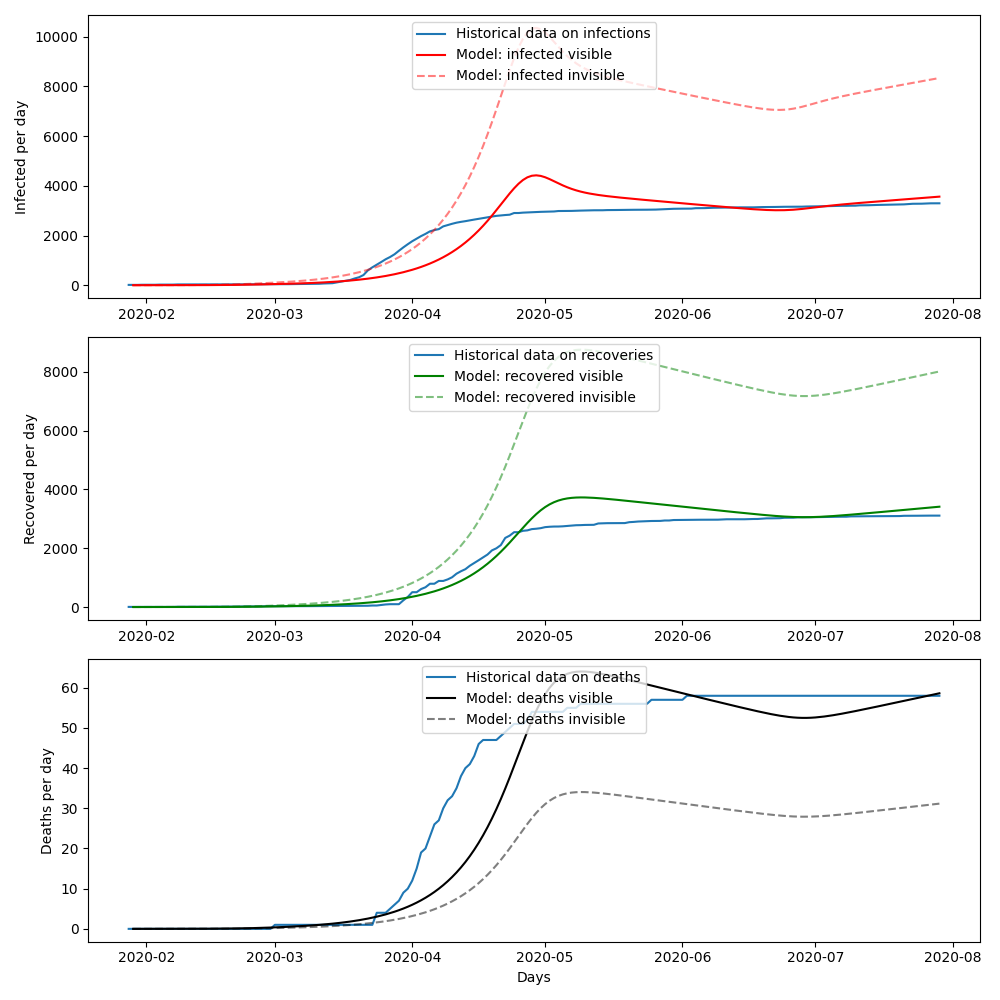 10000
8000
6000
4000
2000
0
Infected per day
Historical data on infections
Model: infected visible
Model: infected invisible
2020-02 2020-03 2020-04 2020-05 2020-06 2020-07 2020-08
8000
6000
4000
2000
0
Recovered per day
Historical data on recoveries
Model: recovered visible
Model: recovered invisible
2020-02 2020-03 2020-04 2020-05 2020-06 2020-07 2020-08
60
50
40
30
20
10
0
Deaths per day
Historical data on deaths
Model: deaths visible
Model: deaths invisible
2020-02 2020-03 2020-04 2020-05 2020-06 2020-07 2020-08
Days